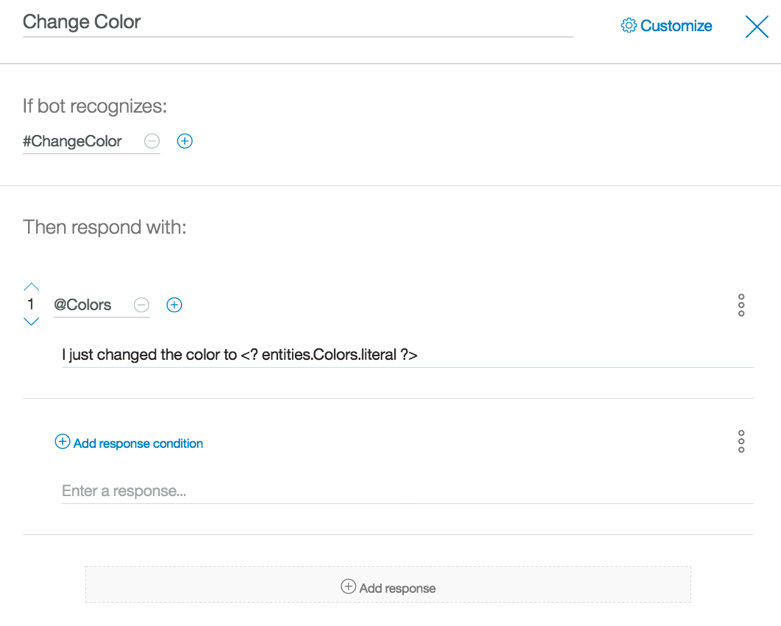 Change Color
Customize
If bot recognizes:
#ChangeColor
Then respond with:
1 @Colors
I just changed the color to <? entities.Colors.literal ?>
Add response condition
Enter a response...
Add response